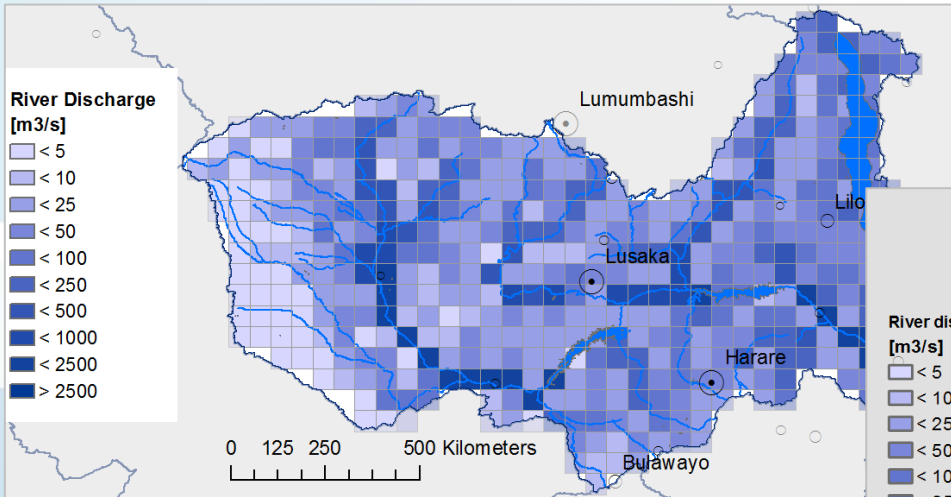 River Discharge
[m3/s]
< 5
< 10
< 25
< 50
< 100
< 250
< 500
< 1000
< 2500
> 2500
Lumumbashi
Lilo
Lusaka
Harare
Bulawayo
0 125 250 500 Kilometers
River dis
[m3/s]
< 5
< 10
< 25
< 50
< 10